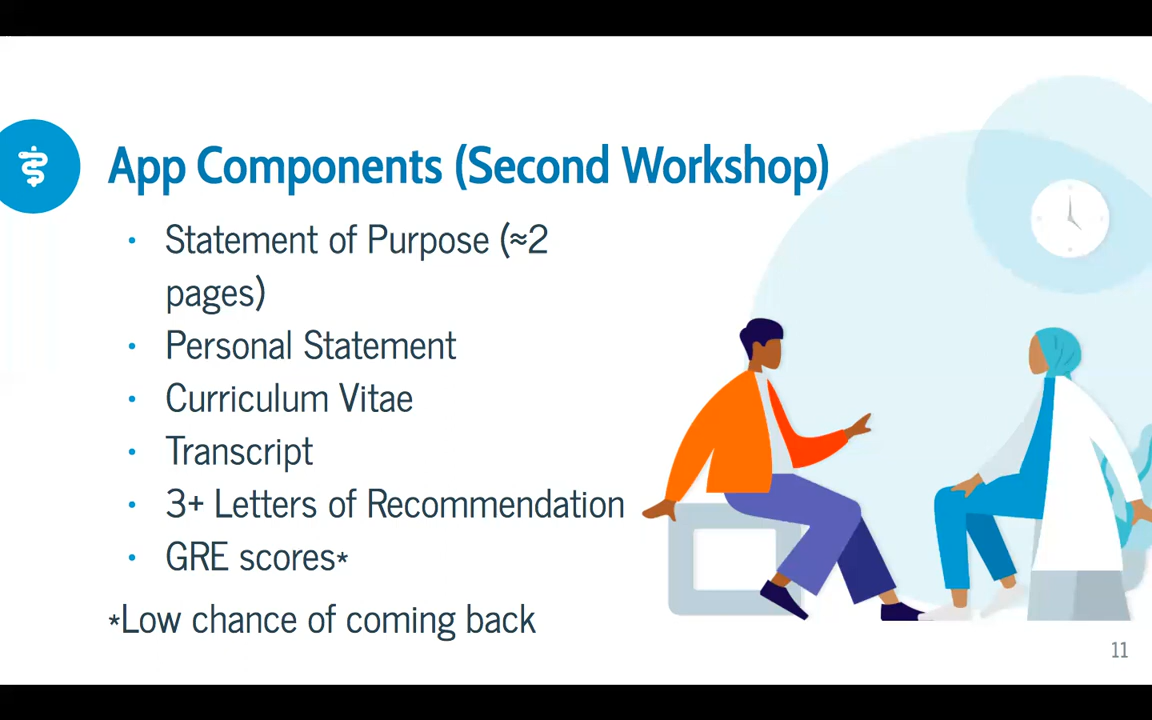 App Components (Second Workshop)
• Statement of Purpose (≈2
pages)
• Personal Statement
• Curriculum Vitae
• Transcript
• 3+ Letters of Recommendation
• GRE scores*
*Low chance of coming back
11